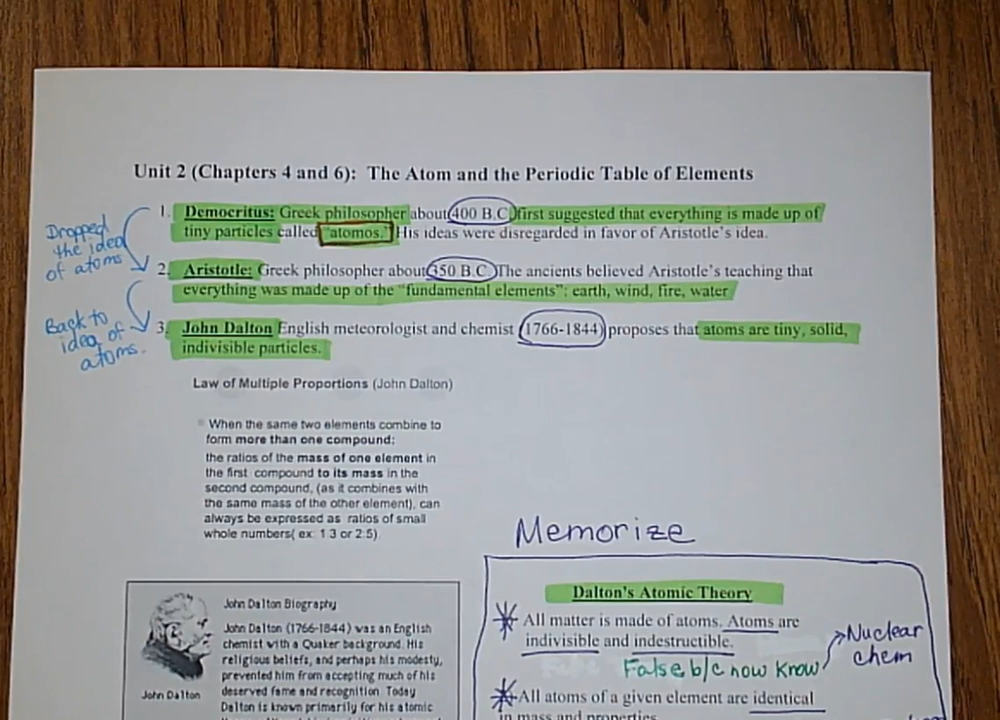 Unit 2 (Chapters 4 and 6): The Atom and the Periodic Table of Elements
1. Democritus: Greek philosopher about 400 B.C. first suggested that everything is made up of
tiny particles called "atomos." His ideas were disregarded in favor of Aristotle's idea.
Dropped
the idea
of atoms
2. Aristotle: Greek philosopher about 350 B.C. The ancients believed Aristotle's teaching that
everything was made up of the "fundamental elements": earth, wind, fire, water
Back to
idea of
atoms.
3. John Dalton English meteorologist and chemist (1766-1844) proposes that atoms are tiny, solid,
indivisible particles.
Law of Multiple Proportions (John Dalton)
When the same two elements combine to
form more than one compound:
the ratios of the mass of one element in
the first compound to its mass in the
second compound, (as it combines with
the same mass of the other element), can
always be expressed as ratios of small
whole numbers( ex: 1:3 or 2:5).
John Dalton
John Dalton Biography
John Dalton (1766-1844) was an English
chemist with a Quaker background. His
religious beliefs, and perhaps his modesty,
prevented him from accepting much of his
deserved fame and recognition. Today
Dalton is known primarily for his atomic
Memorize
Dalton's Atomic Theory
All matter is made of atoms. Atoms are
indivisible and indestructible.
False b/c now know
Nuclear
chem
All atoms of a given element are identical
in mass and properties